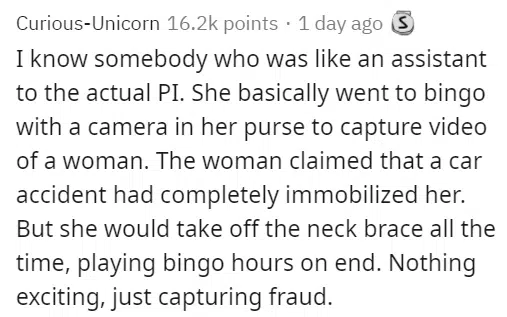 Curious-Unicorn 16.2k points · 1 day ago S
I know somebody who was like an assistant
to the actual PI. She basically went to bingo
with a camera in her purse to capture video
of a woman. The woman claimed that a car
accident had completely immobilized her.
But she would take off the neck brace all the
time, playing bingo hours on end. Nothing
exciting, just capturing fraud.